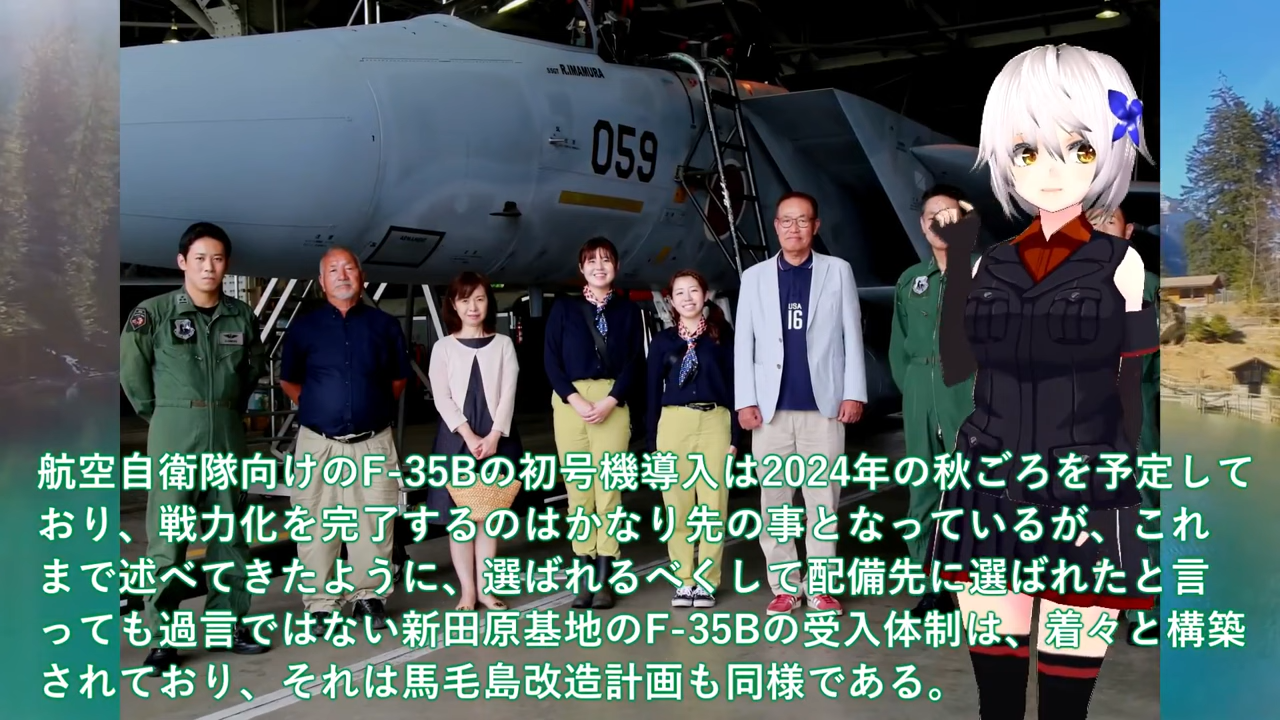 SSGT R.IMAMURA
059
USA
16
航空自衛隊向けのF-35Bの初号機導入は2024年の秋ごろを予定して
おり、戦力化を完了するのはかなり先の事となっているが、これ
まで述べてきたように、選ばれるべくして配備先に選ばれたと言
っても過言ではない新田原基地のF-35Bの受入体制は、着々と構築
されており、それは馬毛島改造計画も同様である。